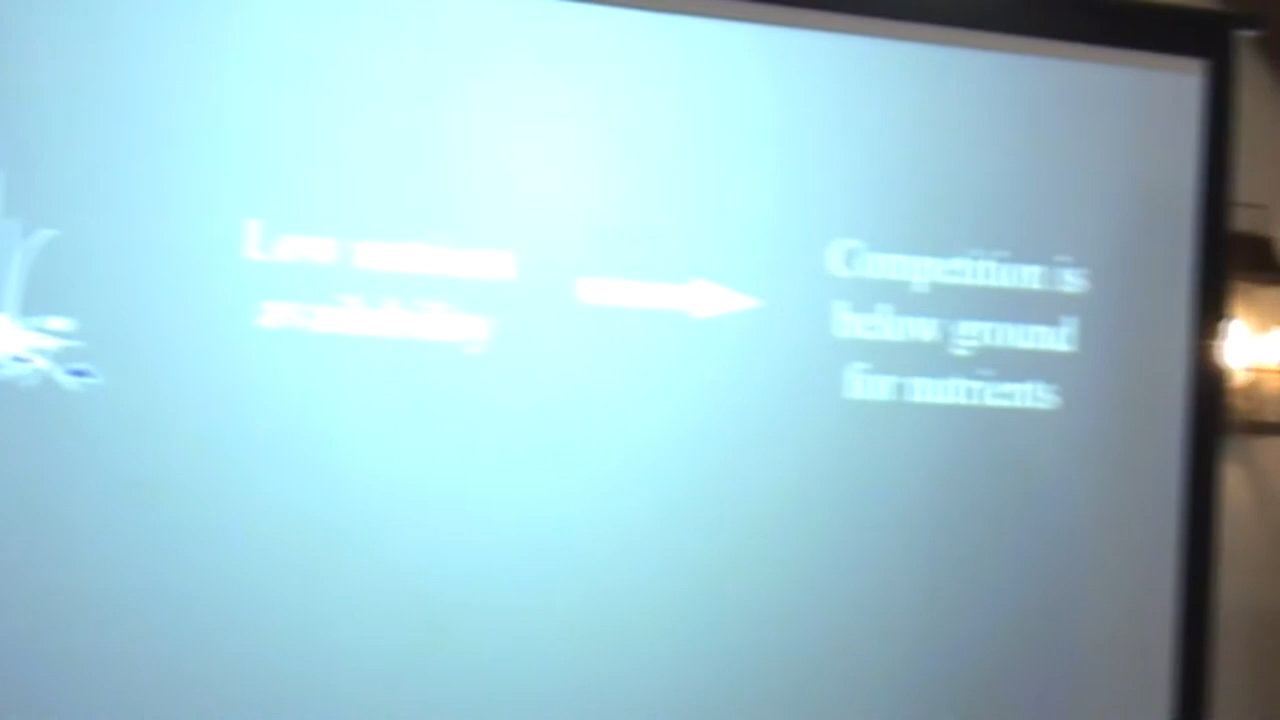 Low nutrient
availability
Competition is
below ground
for nutrients